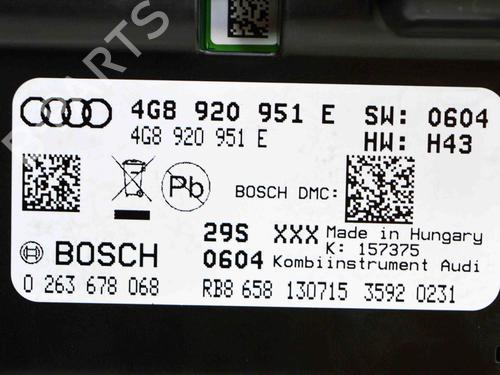 PARTS
4G8 920 951 E SW: 0604
4G8 920 951 E HW: H43
Pb
BOSCH DMC:
BOSCH 29S XXX Made in Hungary
K: 157375
0604 Kombiinstrument Audi
0 263 678 068 RB8 658 130715 3592 0231